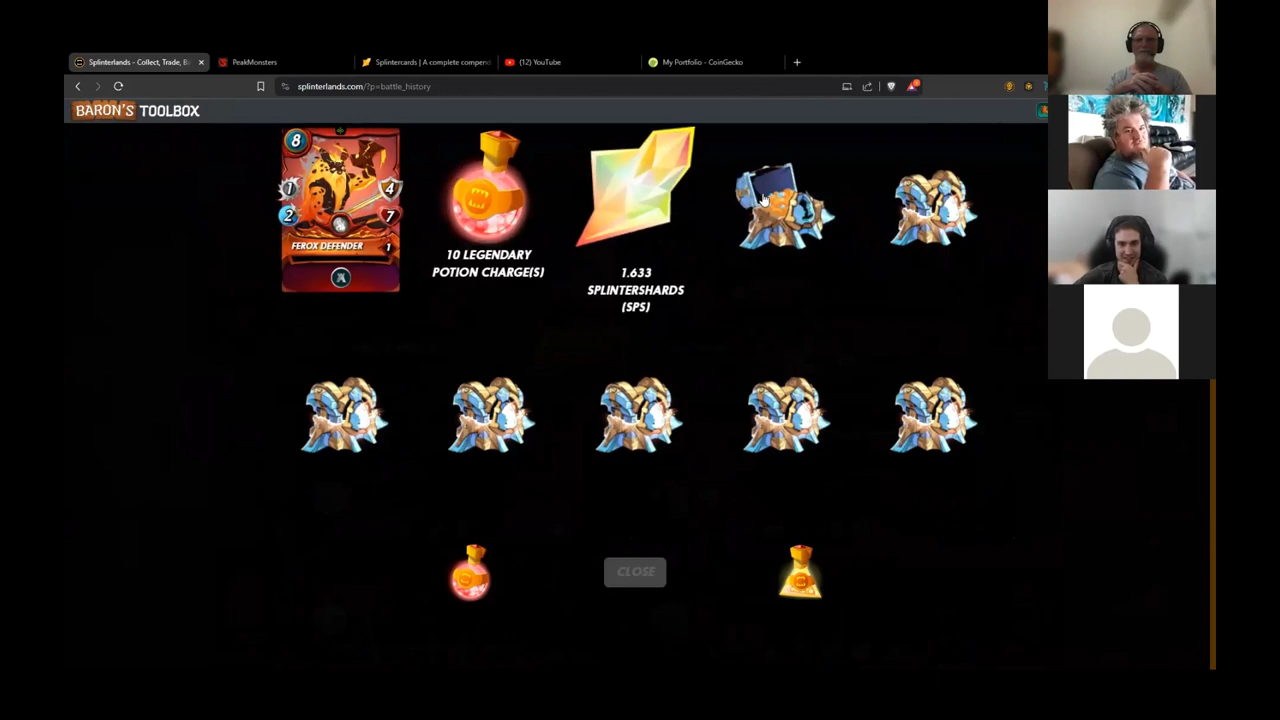 Splinterlands - Collect, Trade, B
PeakMonsters
Splintercards | A complete compend
(12) YouTube
My Portfolio - CoinGecko
splinterlands.com/?p=battle_history
BARON'S TOOLBOX
8
1
4
2
7
FEROX DEFENDER 1
10 LEGENDARY
POTION CHARGE(S)
1.633
SPLINTERSHARDS
(SPS)
CLOSE